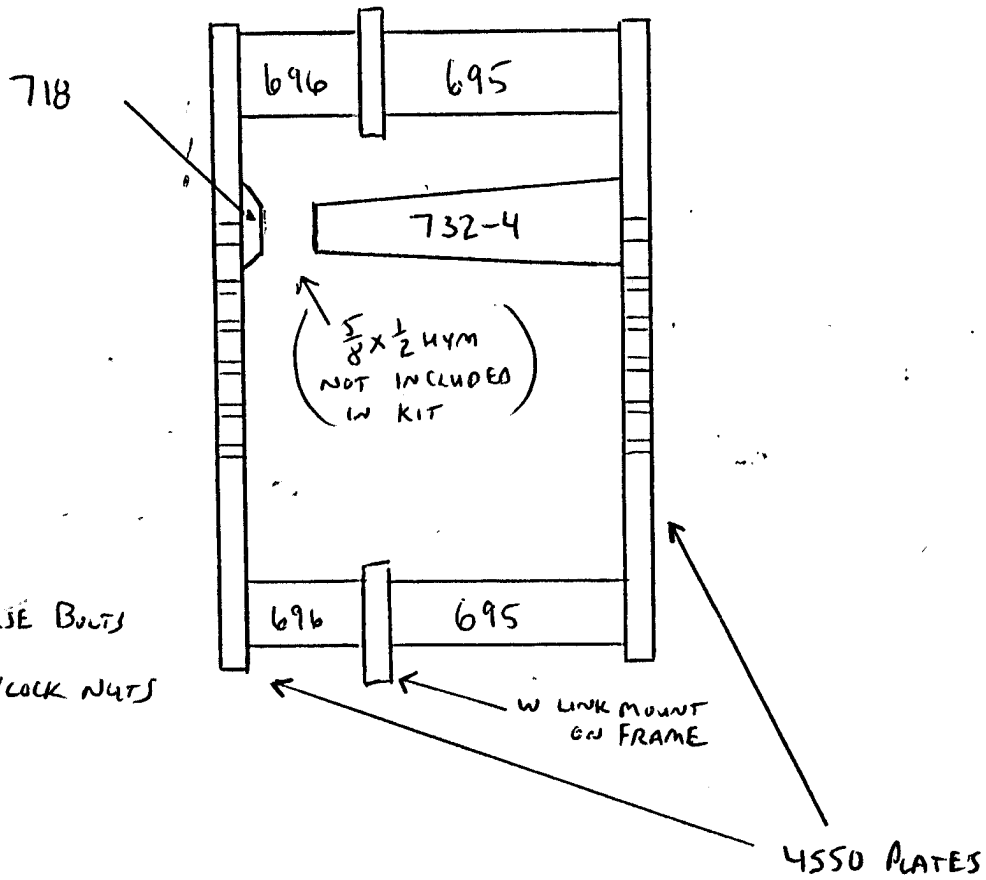 718
696 695
732-4
5/8 x 1/2 HYM
NOT INCLUDED
IN KIT
BOLTS
696 695
LOCK NUTS
W LINK MOUNT
ON FRAME
4550 PLATES